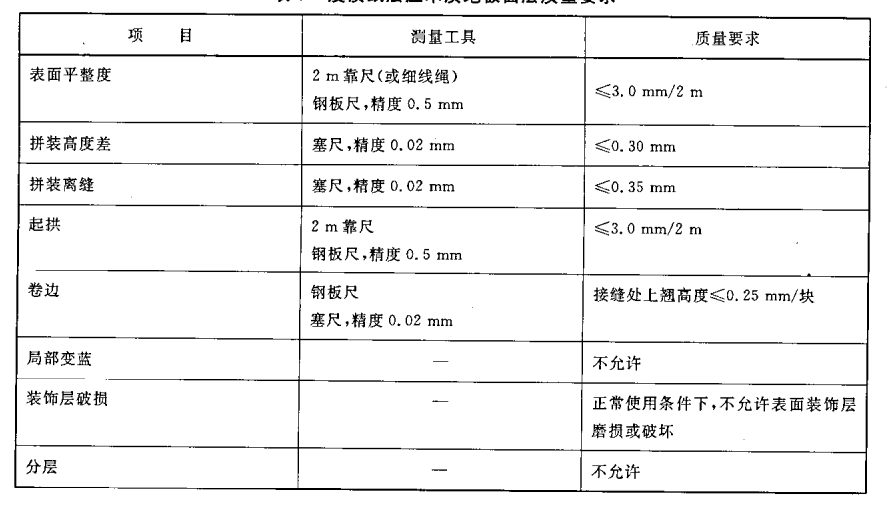 项 目 测量工具 质量要求
表面平整度 2 m 靠尺(或细线绳) ≤3.0 mm/2 m
钢板尺,精度 0.5 mm
拼装高度差 塞尺,精度 0.02 mm ≤0.30 mm
拼装离缝 塞尺,精度 0.02 mm ≤0.35 mm
起拱 2 m 靠尺 ≤3.0 mm/2 m
钢板尺,精度 0.5 mm
卷边 钢板尺 接缝处上翘高度≤0.25 mm/块
塞尺,精度 0.02 mm
局部变蓝 — 不允许
装饰层破损 — 正常使用条件下,不允许表面装饰层
磨损或破坏
分层 — 不允许